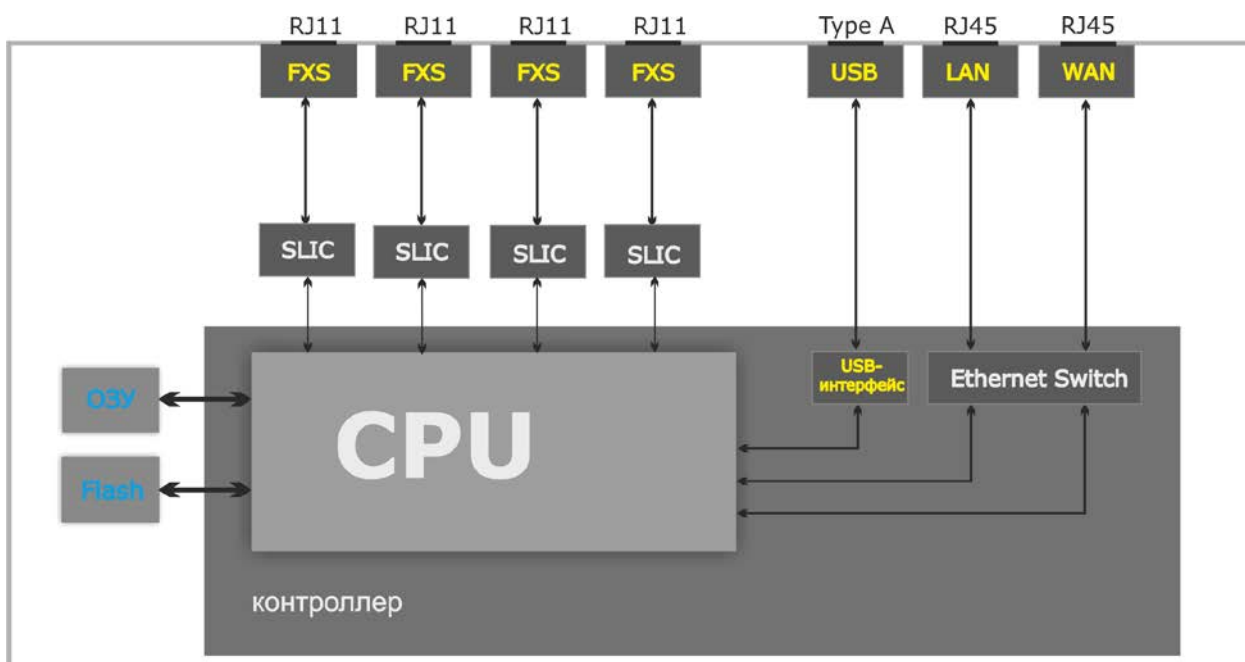 RJ11 RJ11 RJ11 RJ11 Type A RJ45 RJ45
FXS FXS FXS FXS USB LAN WAN
SLIC SLIC SLIC SLIC
USB-
интерфейс
Ethernet Switch
ОЗУ
CPU
Flash
контроллер